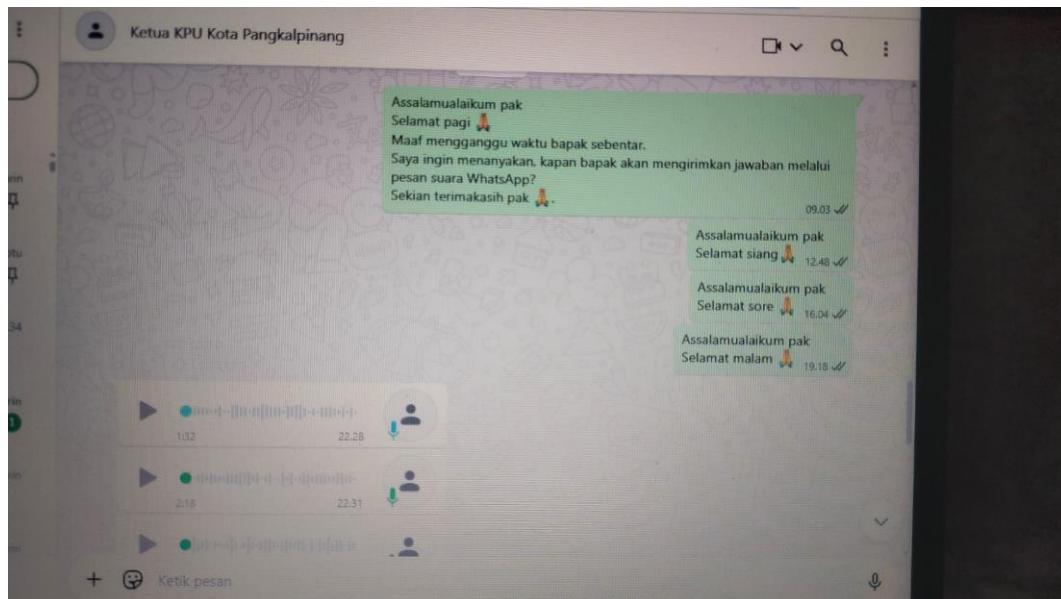 Ketua KPU Kota Pangkalpinang
Assalamualaikum pak
Selamat pagi 🙏
Maaf mengganggu waktu bapak sebentar.
Saya ingin menanyakan, kapan bapak akan mengirimkan jawaban melalui
pesan suara WhatsApp?
Sekian terimakasih pak 🙏.
09.03
Assalamualaikum pak
Selamat siang 🙏 12.48
Assalamualaikum pak
Selamat sore 🙏 16.04
Assalamualaikum pak
Selamat malam 🙏 19.18
1:32 22.28
2:18 22.31
Ketik pesan